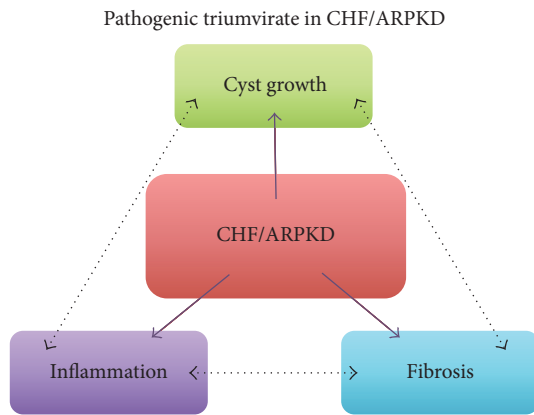 Pathogenic triumvirate in CHF/ARPKD
Cyst growth
CHF/ARPKD
Inflammation
Fibrosis